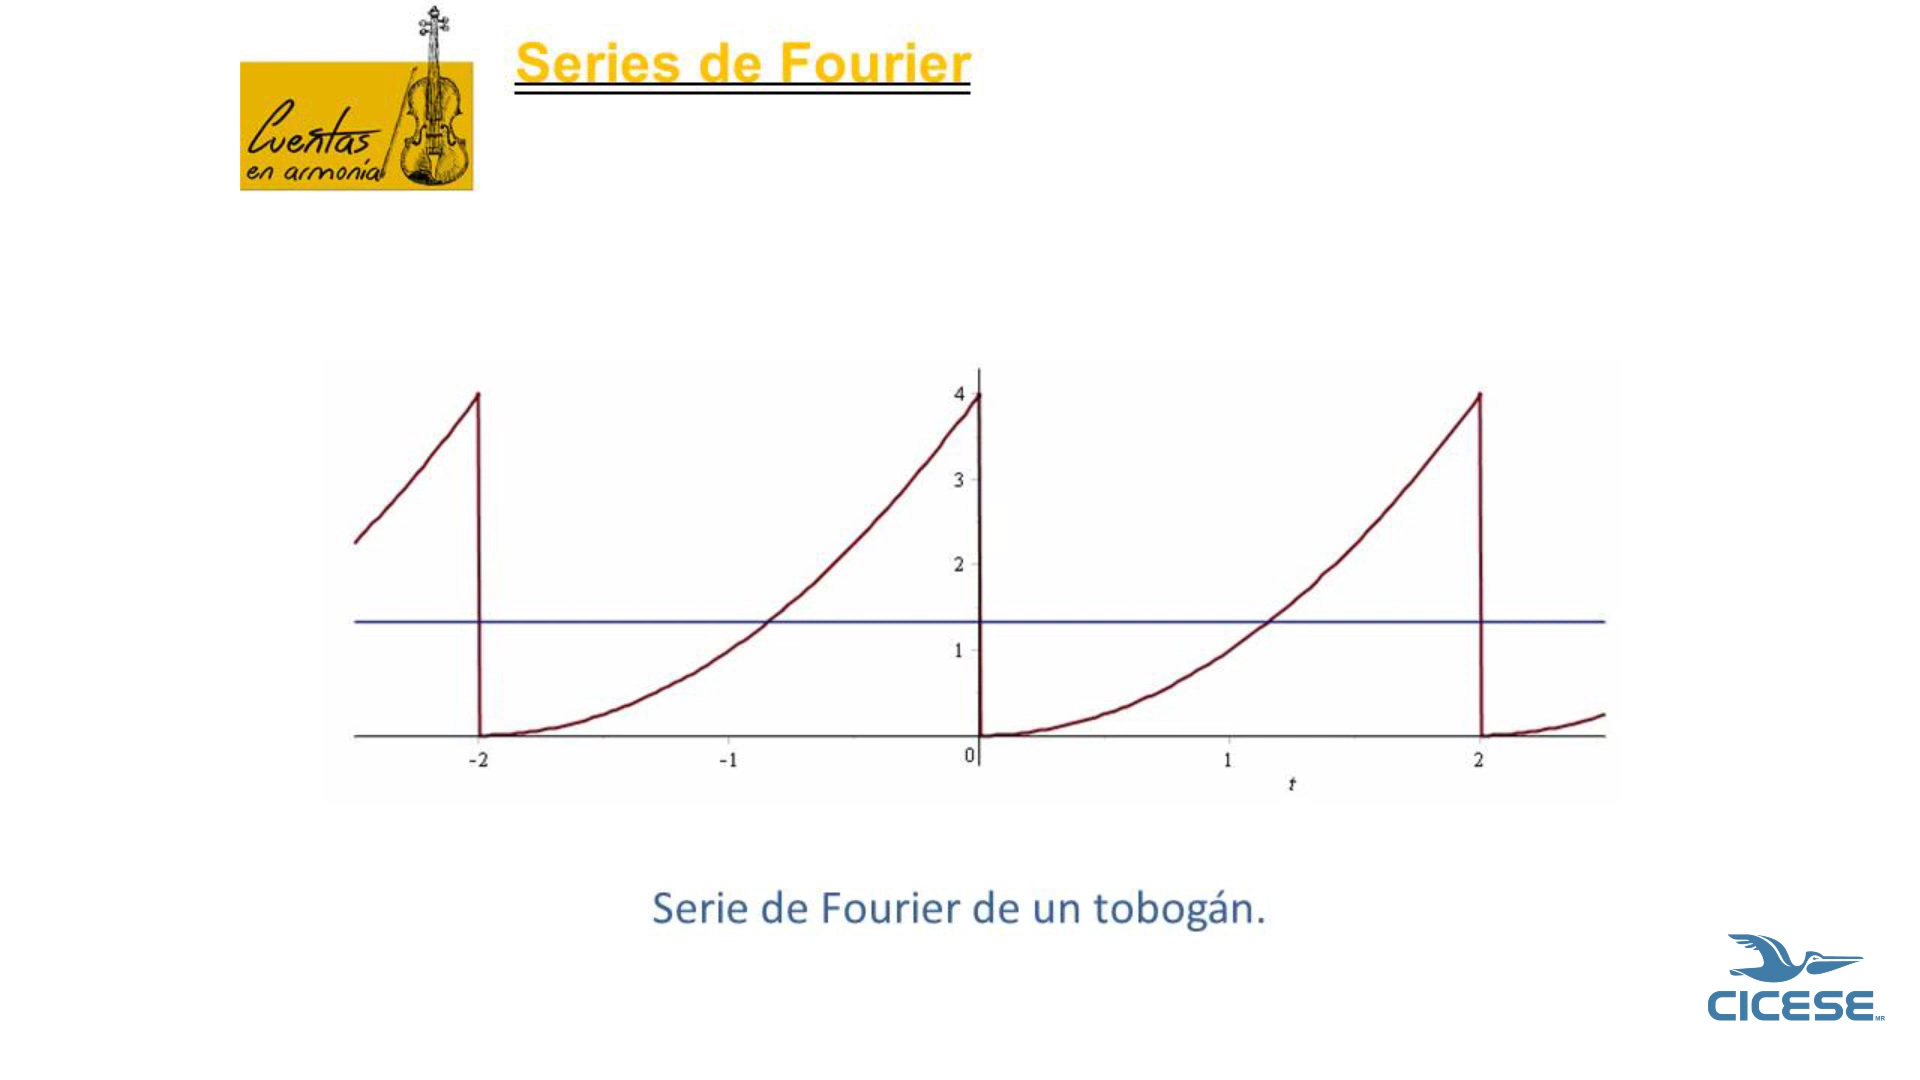 Series de Fourier
Cuentas
en armonía
4
3
2
1
-2
-1
0
1
2
t
Serie de Fourier de un tobogán.
CICESE
MR